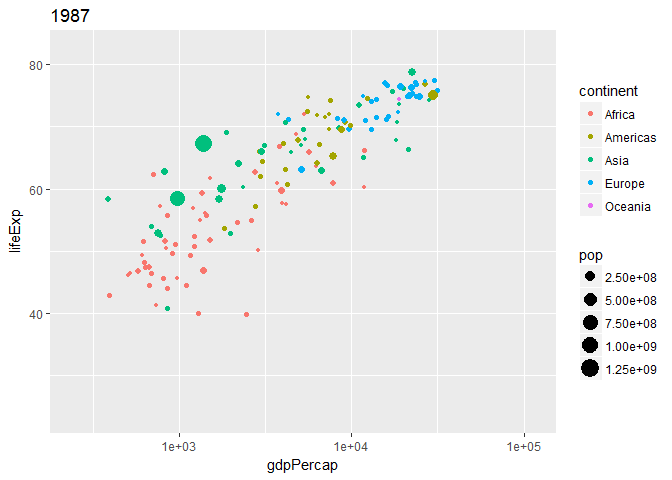 1987
lifeExp
80
60
40
1e+03
1e+04
1e+05
gdpPercap
continent
Africa
Americas
Asia
Europe
Oceania
pop
2.50e+08
5.00e+08
7.50e+08
1.00e+09
1.25e+09